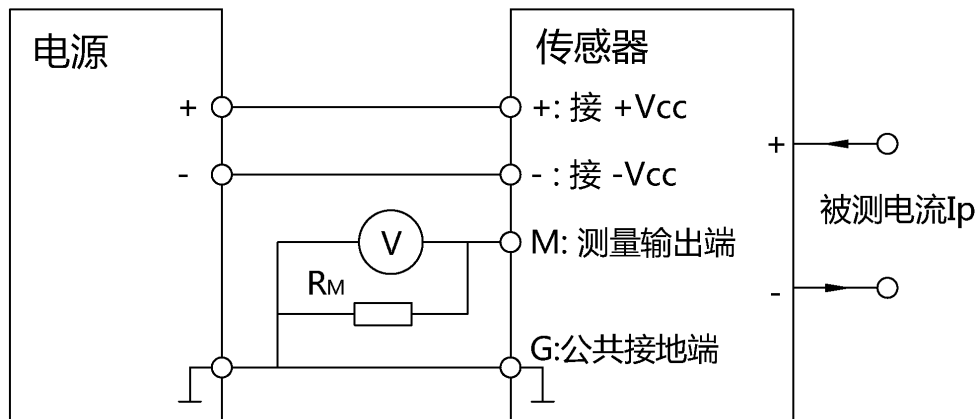 电源
传感器
+
+: 接 +Vcc
+
-
- : 接 -Vcc
被测电流Ip
V
M: 测量输出端
RM
-
G:公共接地端